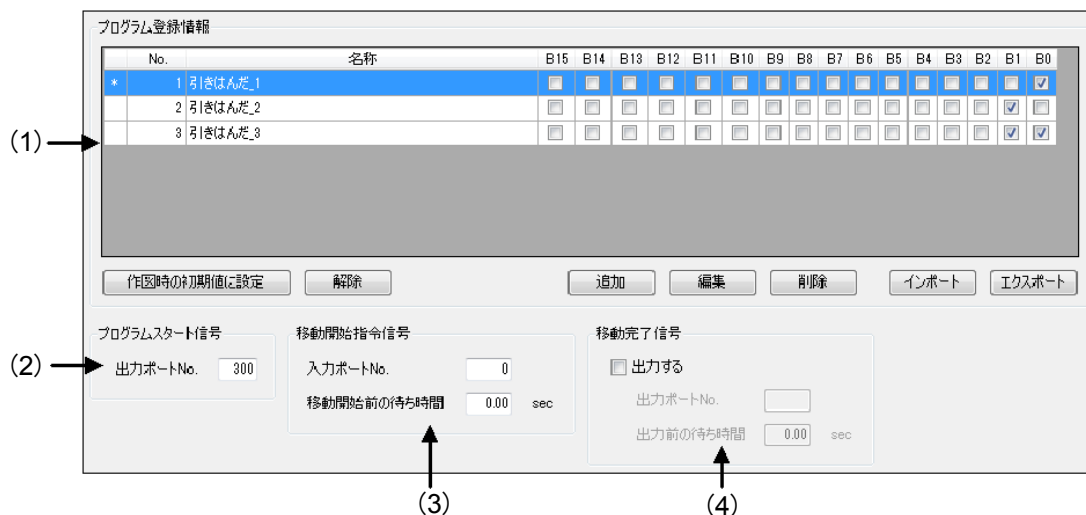 プログラム登録情報
No. 名称 B15 B14 B13 B12 B11 B10 B9 B8 B7 B6 B5 B4 B3 B2 B1 B0
* 1 引きはんだ_1
2 引きはんだ_2
3 引きはんだ_3
(1)
作図時の初期値に設定 解除 追加 編集 削除 インポート エクスポート
プログラムスタート信号 移動開始指令信号 移動完了信号
(2) 出力ポートNo. 300 入力ポートNo. 0 出力する
移動開始前の待ち時間 0.00 sec 出力ポートNo.
出力前の待ち時間 0.00 sec
(3) (4)